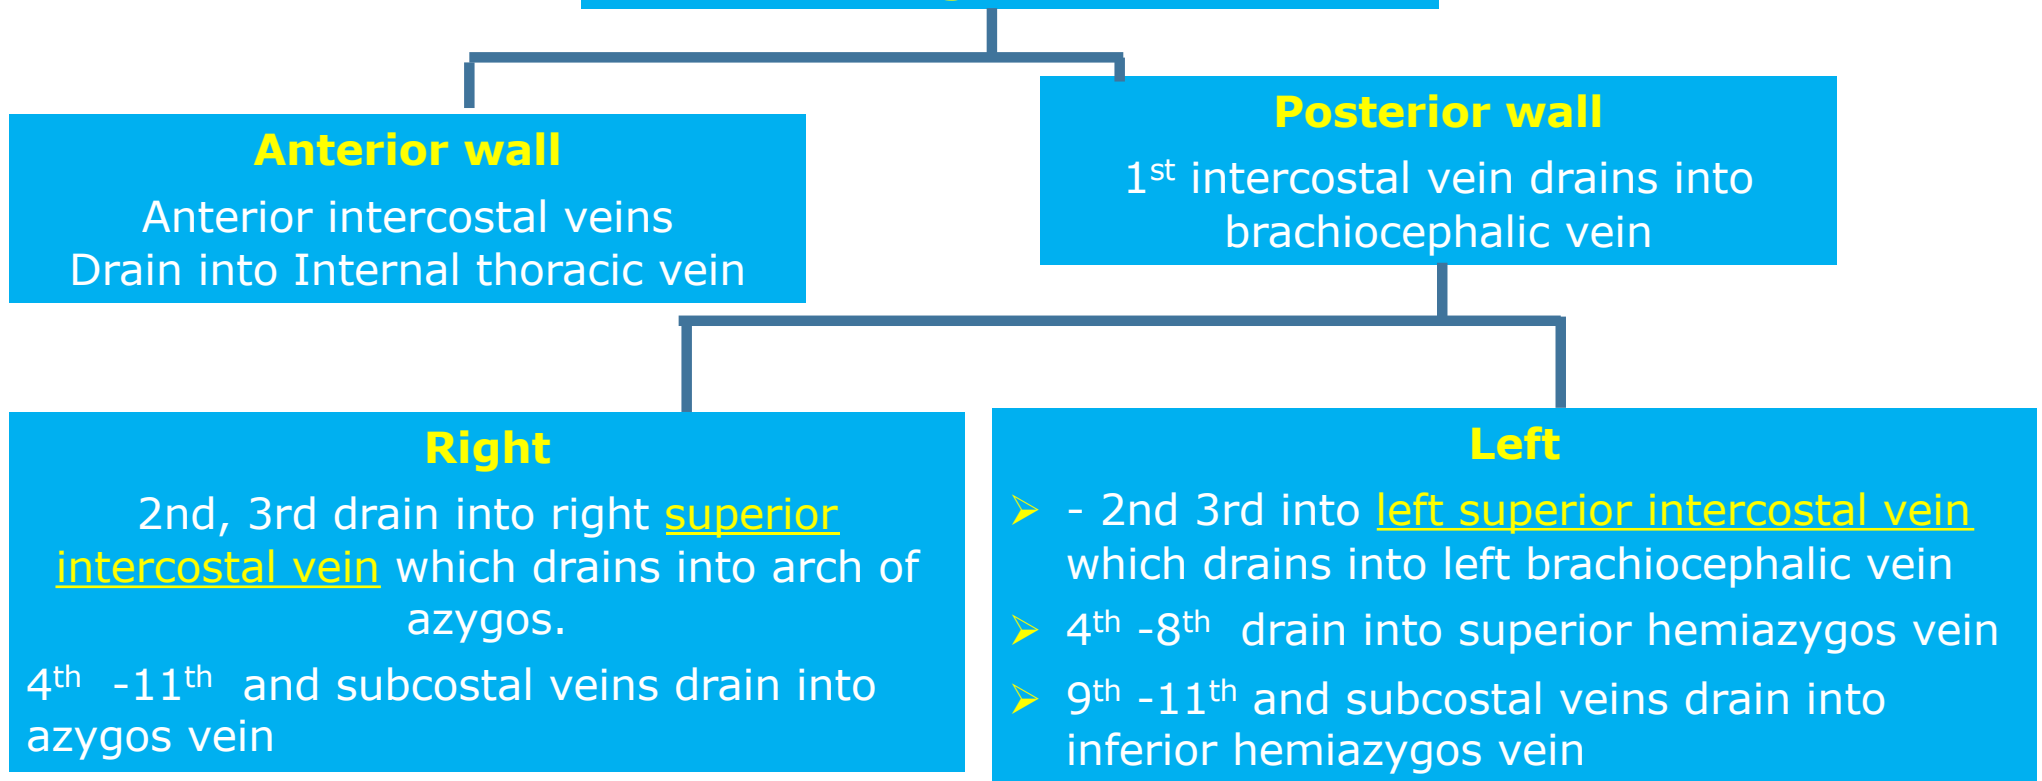 Anterior wall
Anterior intercostal veins
Drain into Internal thoracic vein
Posterior wall
1st intercostal vein drains into
brachiocephalic vein
Right
2nd, 3rd drain into right superior
intercostal vein which drains into arch of
azygos.
4th -11th and subcostal veins drain into
azygos vein
Left
- 2nd 3rd into left superior intercostal vein
which drains into left brachiocephalic vein
4th -8th drain into superior hemiazygos vein
9th -11th and subcostal veins drain into
inferior hemiazygos vein